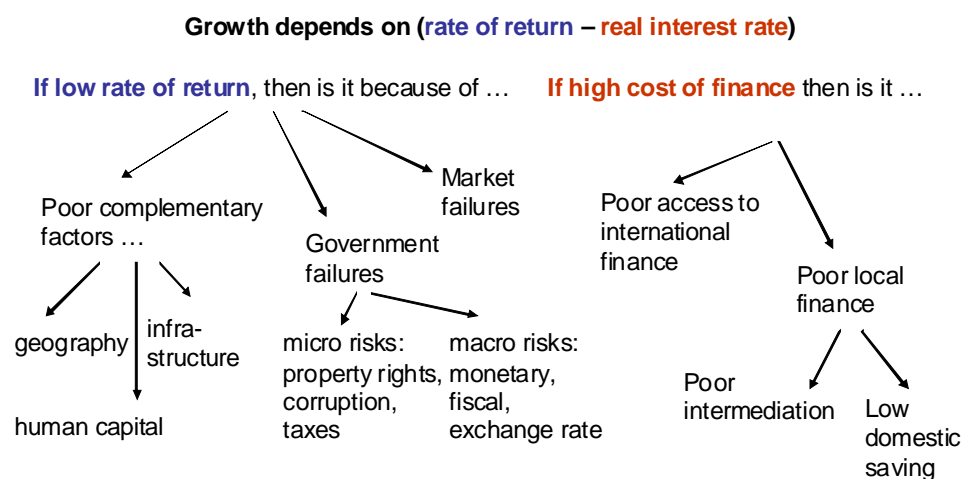 Growth depends on (rate of return – real interest rate)
If low rate of return, then is it because of …
If high cost of finance then is it …
Poor complementary
factors …
geography
human capital
infra-
structure
Government
failures
micro risks:
property rights,
corruption,
taxes
macro risks:
monetary,
fiscal,
exchange rate
Market
failures
Poor access to
international
finance
Poor local
finance
Poor
intermediation
Low
domestic
saving